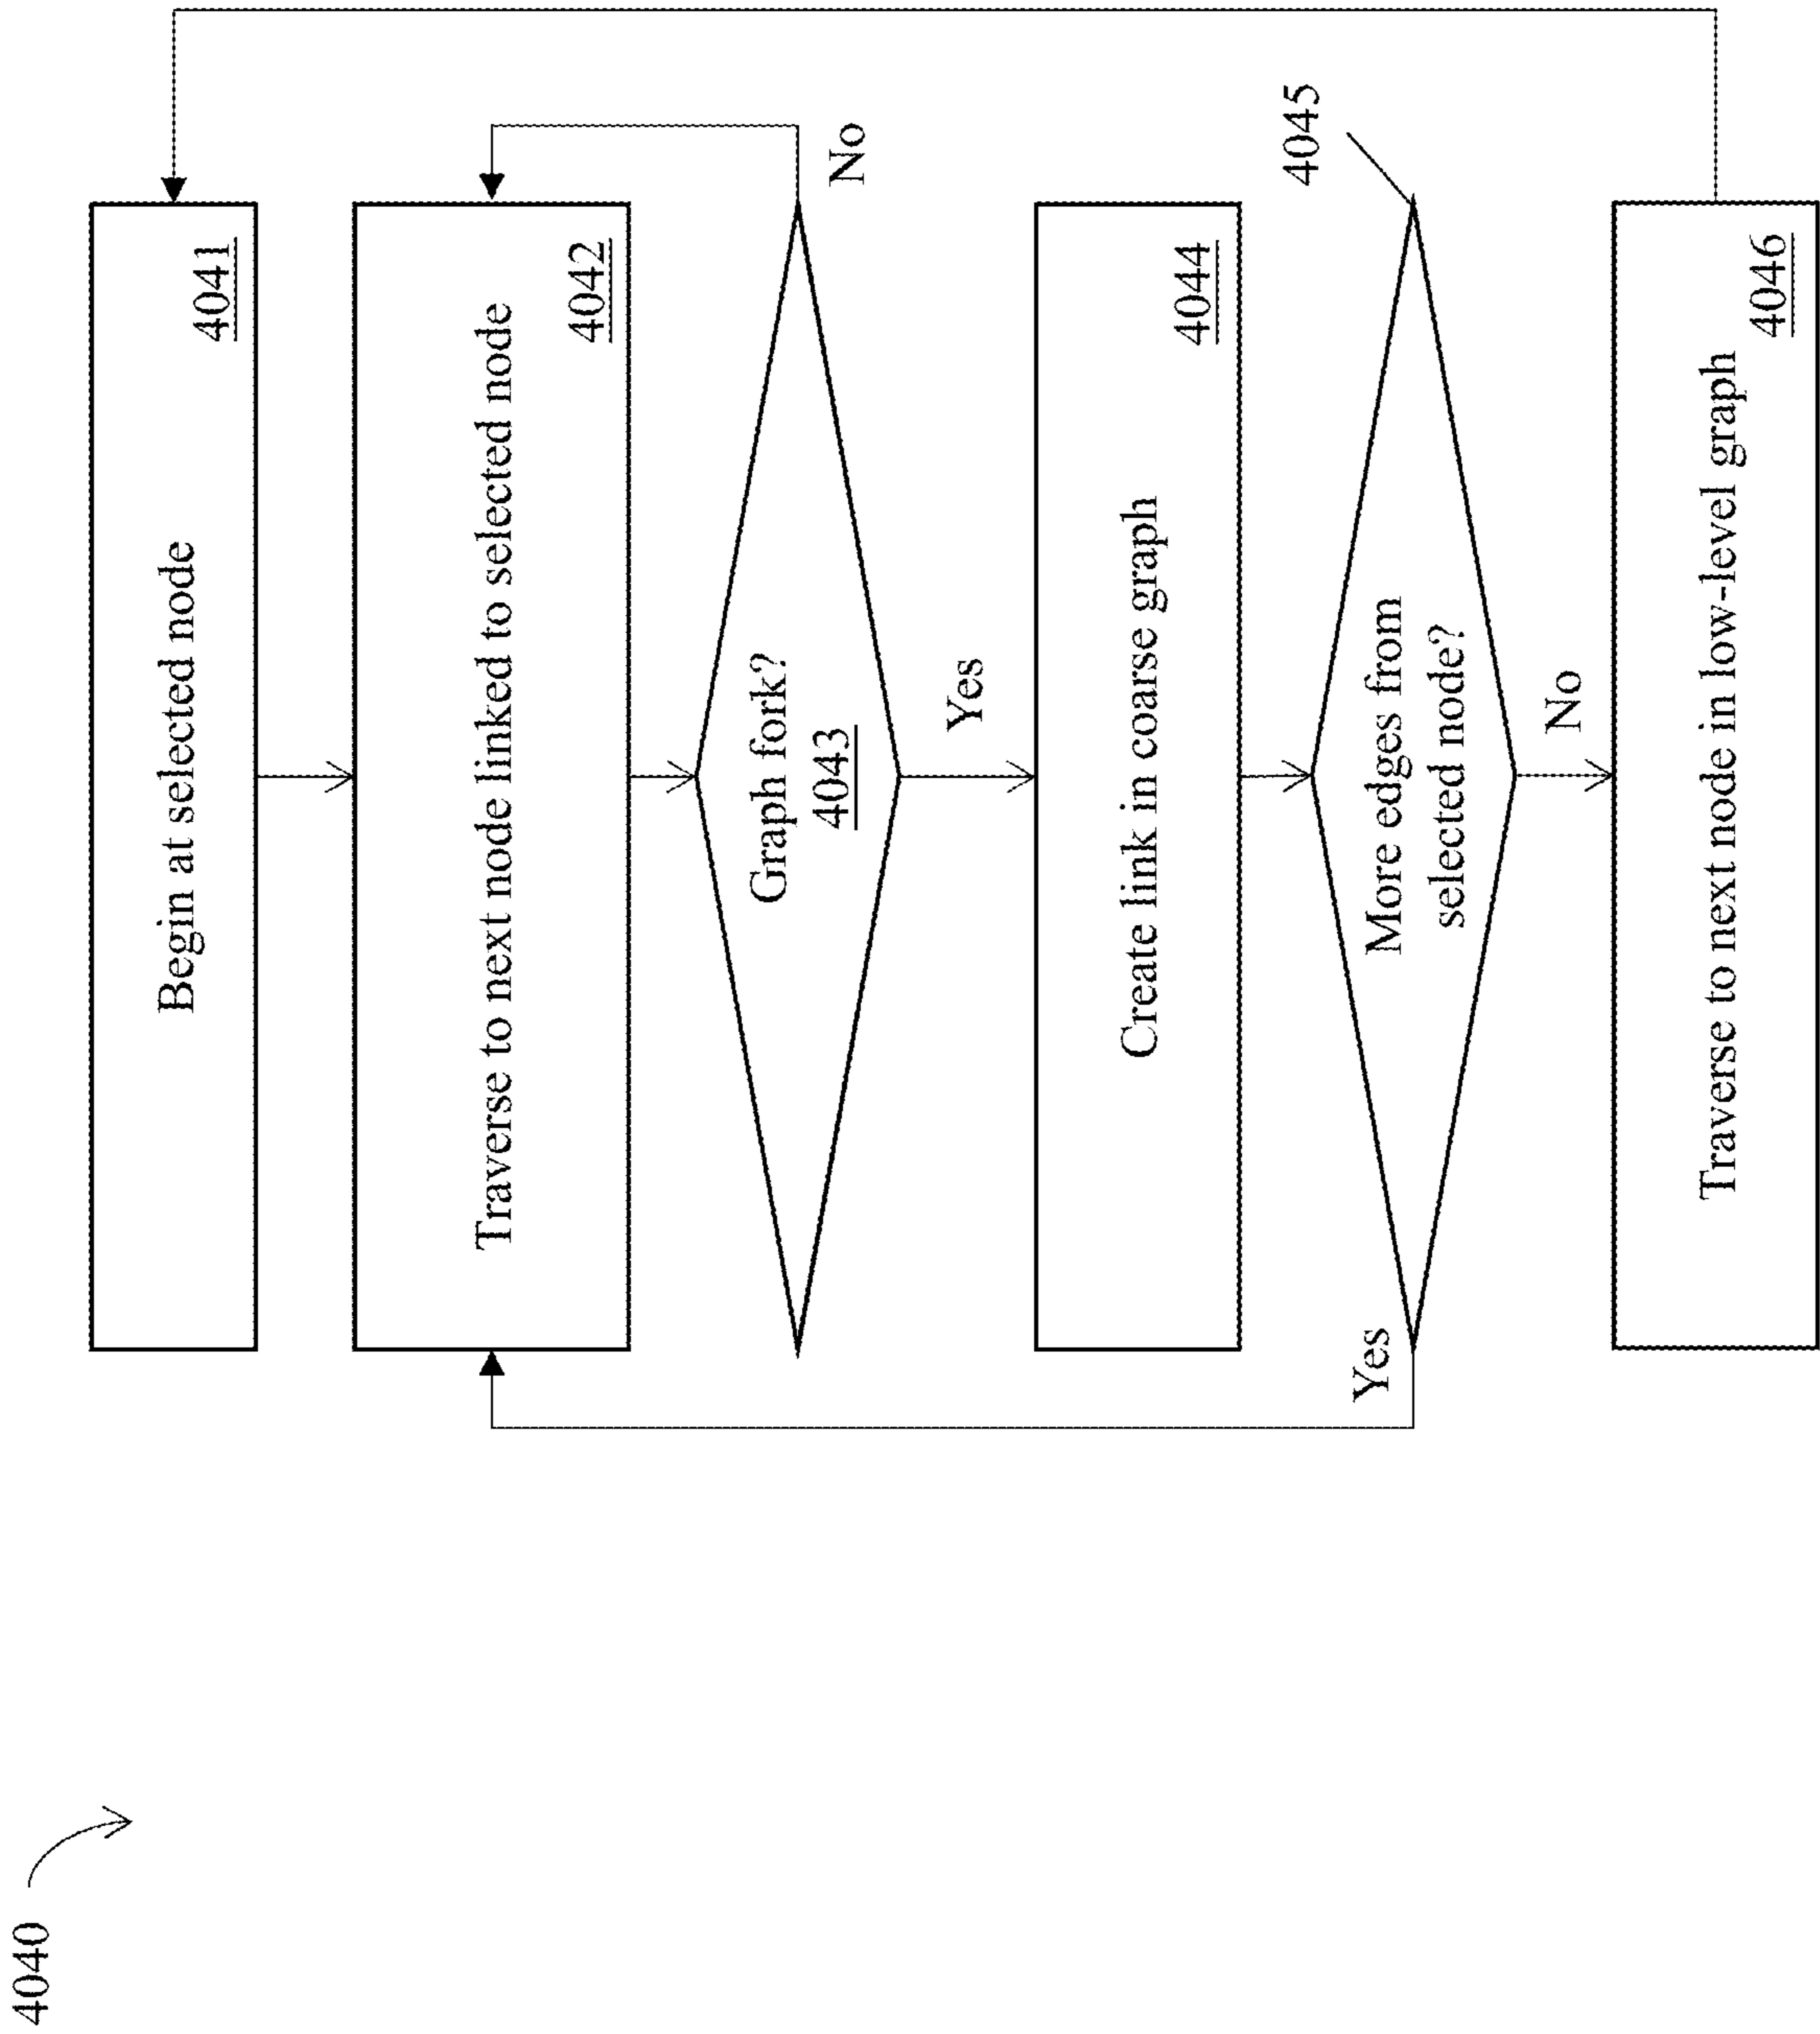 4040
Begin at selected node
4041
Traverse to next node linked to selected node
4042
Graph fork?
4043
No
Yes
Create link in coarse graph
4044
4045
More edges from
selected node?
Yes
No
Traverse to next node in low-level graph
4046